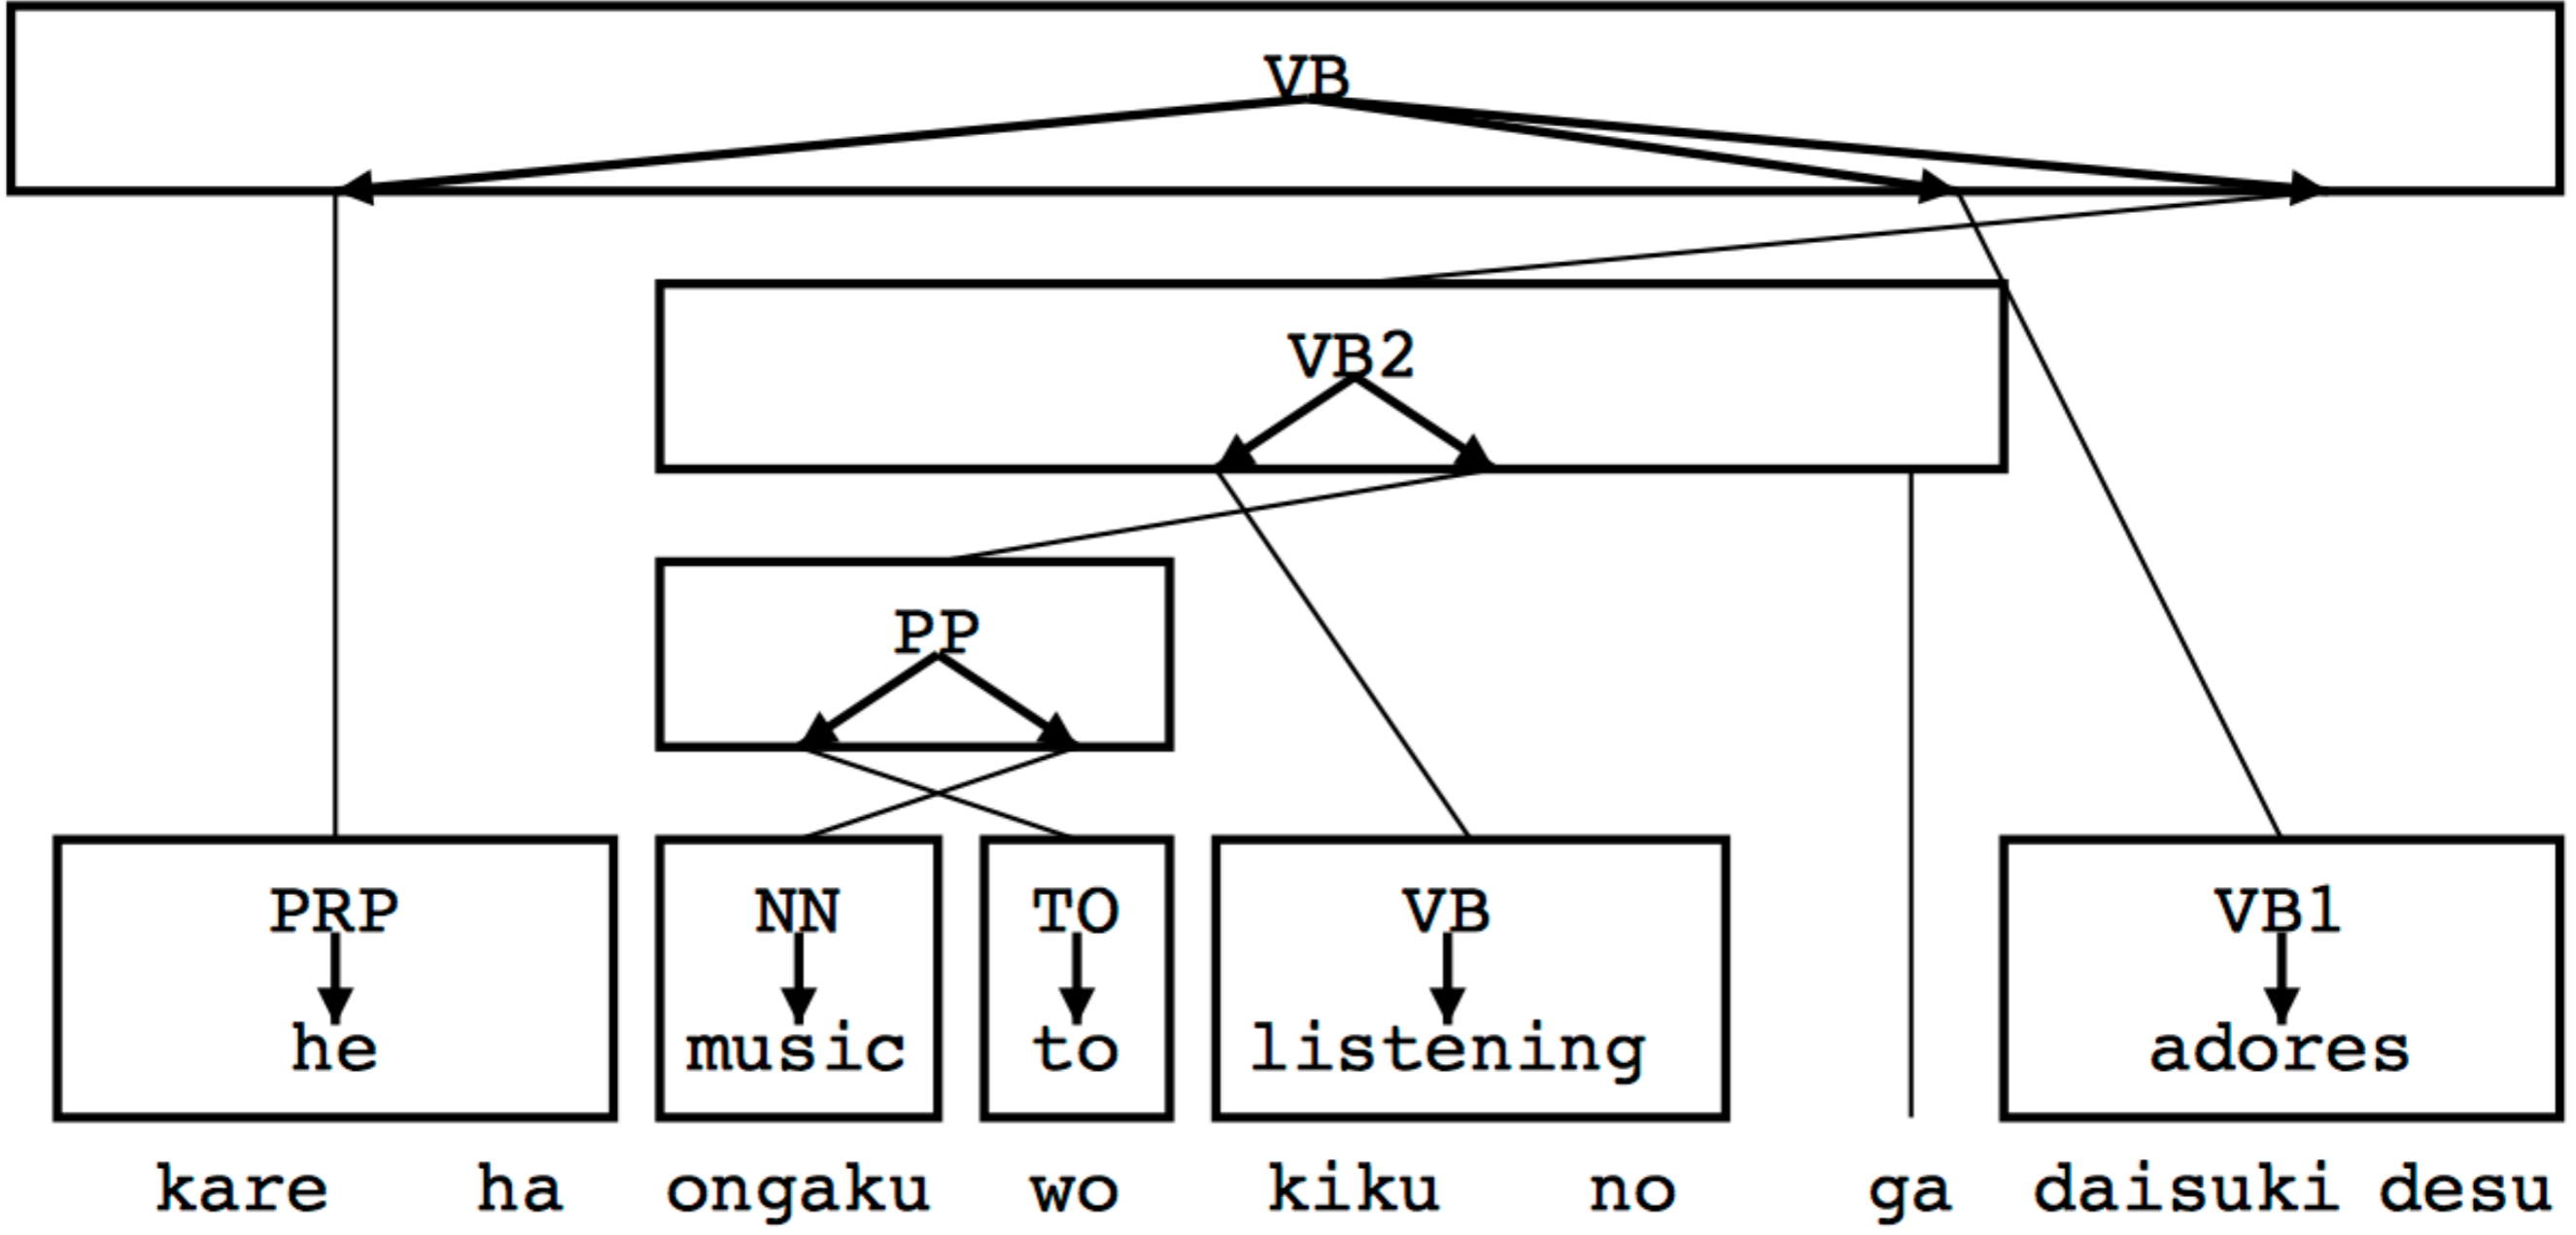 VB
VB2
PP
PRP NN TO VB VB1
he music to listening adores
kare ha ongaku wo kiku no ga daisuki desu